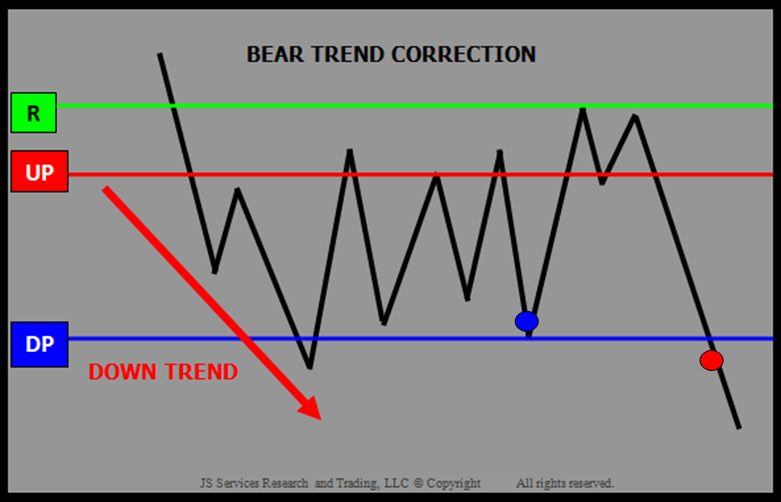 BEAR TREND CORRECTION
R
UP
DP
DOWN TREND
JS Services Research and Trading, LLC © Copyright All rights reserved.